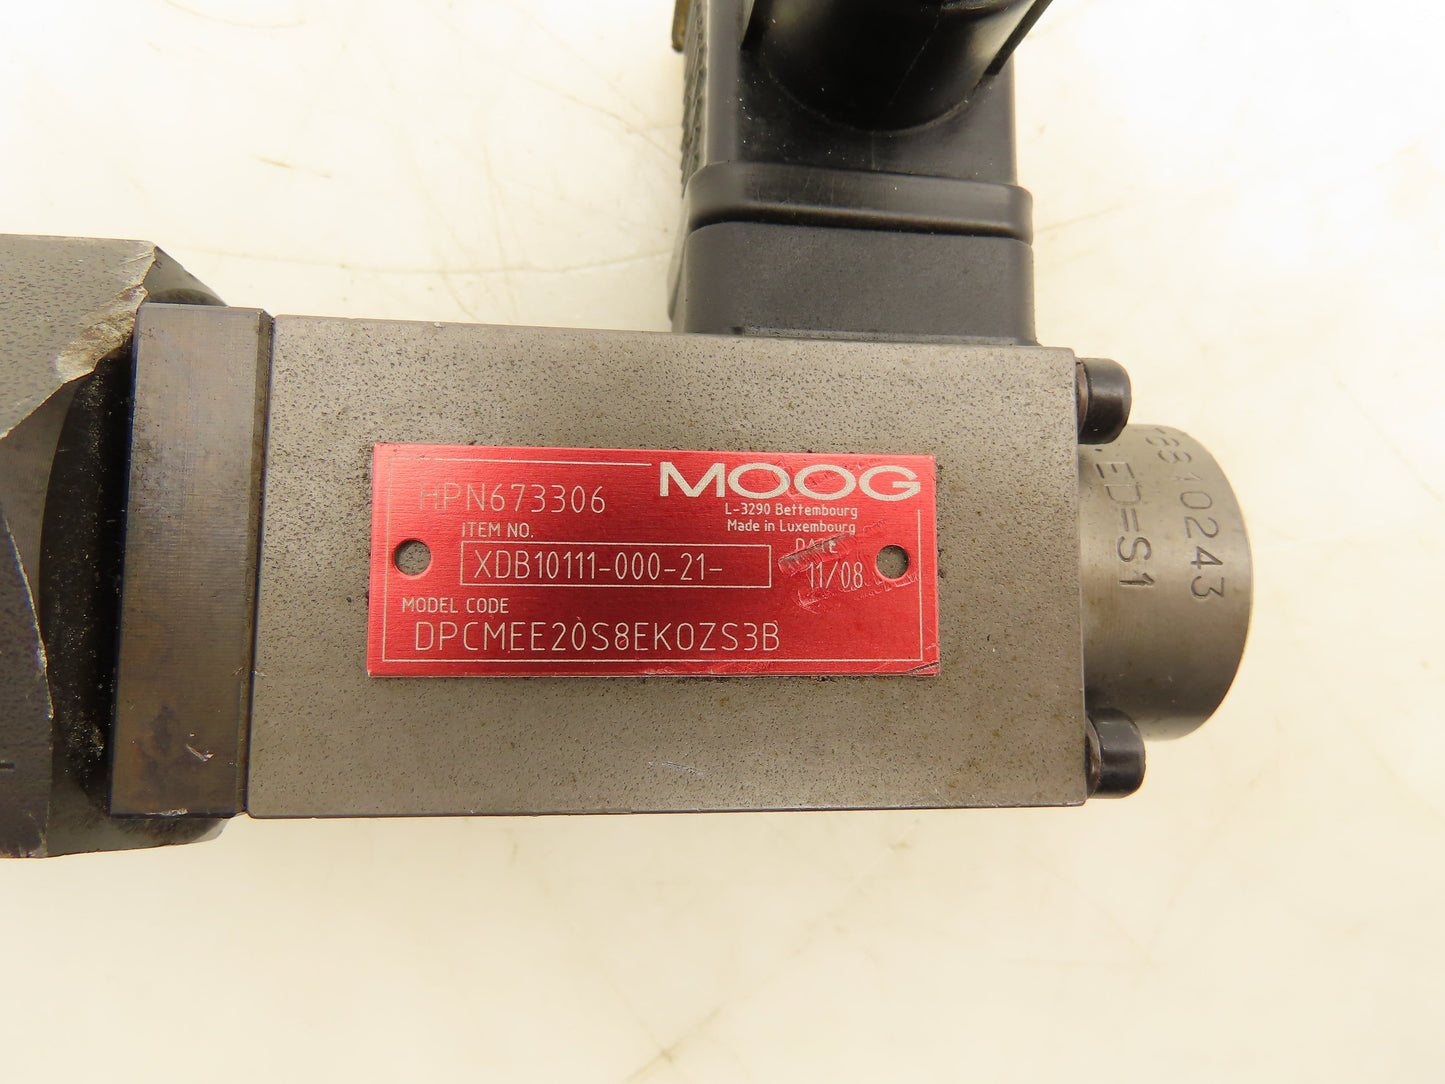 HPN673306 MOOG
L-3290 Bettembourg
Made in Luxembourg
ITEM NO. DATE
XDB10111-000-21- 11/08
MODEL CODE
DPCMEE20S8EK0ZS3B
ED=S1